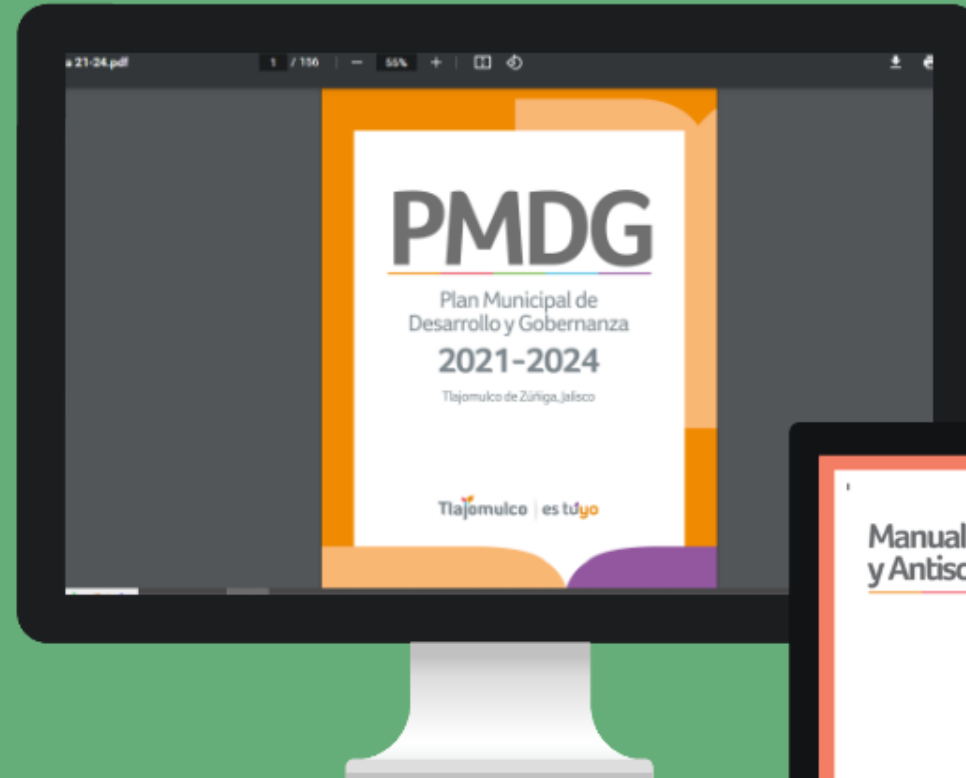 a 21-24.pdf 1 / 156 − 55% +
PMDG
Plan Municipal de
Desarrollo y Gobernanza
2021-2024
Tlajomulco de Zúñiga, Jalisco
Tlajomulco | es tuyo
Manual
y Antiso